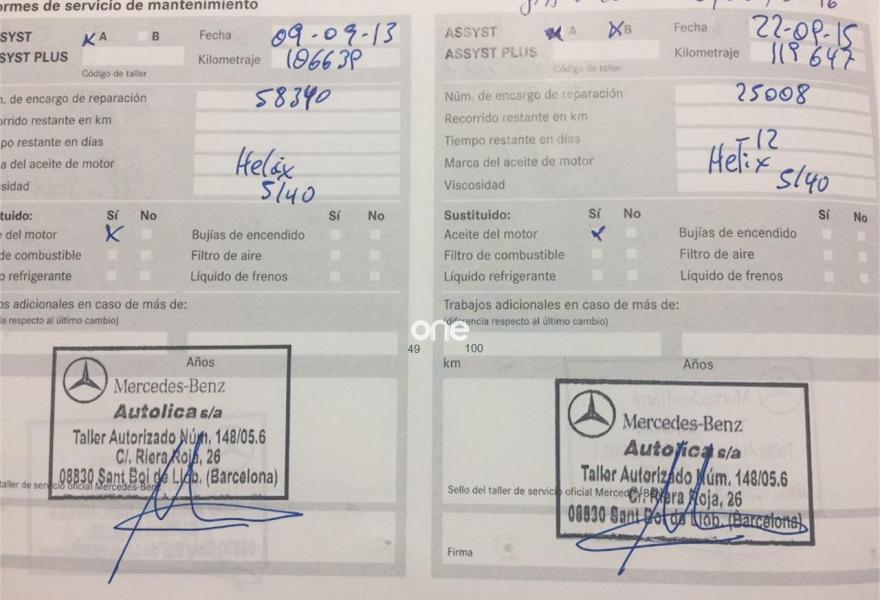 ormes de servicio de mantenimiento
SYST
x A
B
Fecha
09-09-13
SYST PLUS
Kilometraje
Código de taller
. de encargo de reparación
58340
rrido restante en km
po restante en días
a del aceite de motor
Helix
sidad
5/40
tuido:
Sí No
Sí No
del motor
x
Bujías de encendido
de combustible
Filtro de aire
o refrigerante
Líquido de frenos
os adicionales en caso de más de:
ia respecto al último cambio)
Años
Mercedes-Benz
Autolica s/a
Taller Autorizado Núm. 148/05.6
C/. Riera Roja, 26
08830 Sant Boi de Llob. (Barcelona)
taller de servicio oficial Mercedes-Benz
16
ASSYST
A
x B
Fecha
22-09-15
ASSYST PLUS
Kilometraje
119647
Código de taller
Núm. de encargo de reparación
25008
Recorrido restante en km
Tiempo restante en días
-12
Marca del aceite de motor
Helix
Viscosidad
5/40
Sustituido:
Sí No
Sí No
Aceite del motor
x
Bujías de encendido
Filtro de combustible
Filtro de aire
Líquido refrigerante
Líquido de frenos
Trabajos adicionales en caso de más de:
(diferencia respecto al último cambio)
one
49
100
km
Años
Mercedes-Benz
Autolica s/a
Taller Autorizado Núm. 148/05.6
C/. Riera Roja, 26
08830 Sant Boi de Llob. (Barcelona)
Sello del taller de servicio oficial Mercedes-Benz
Firma